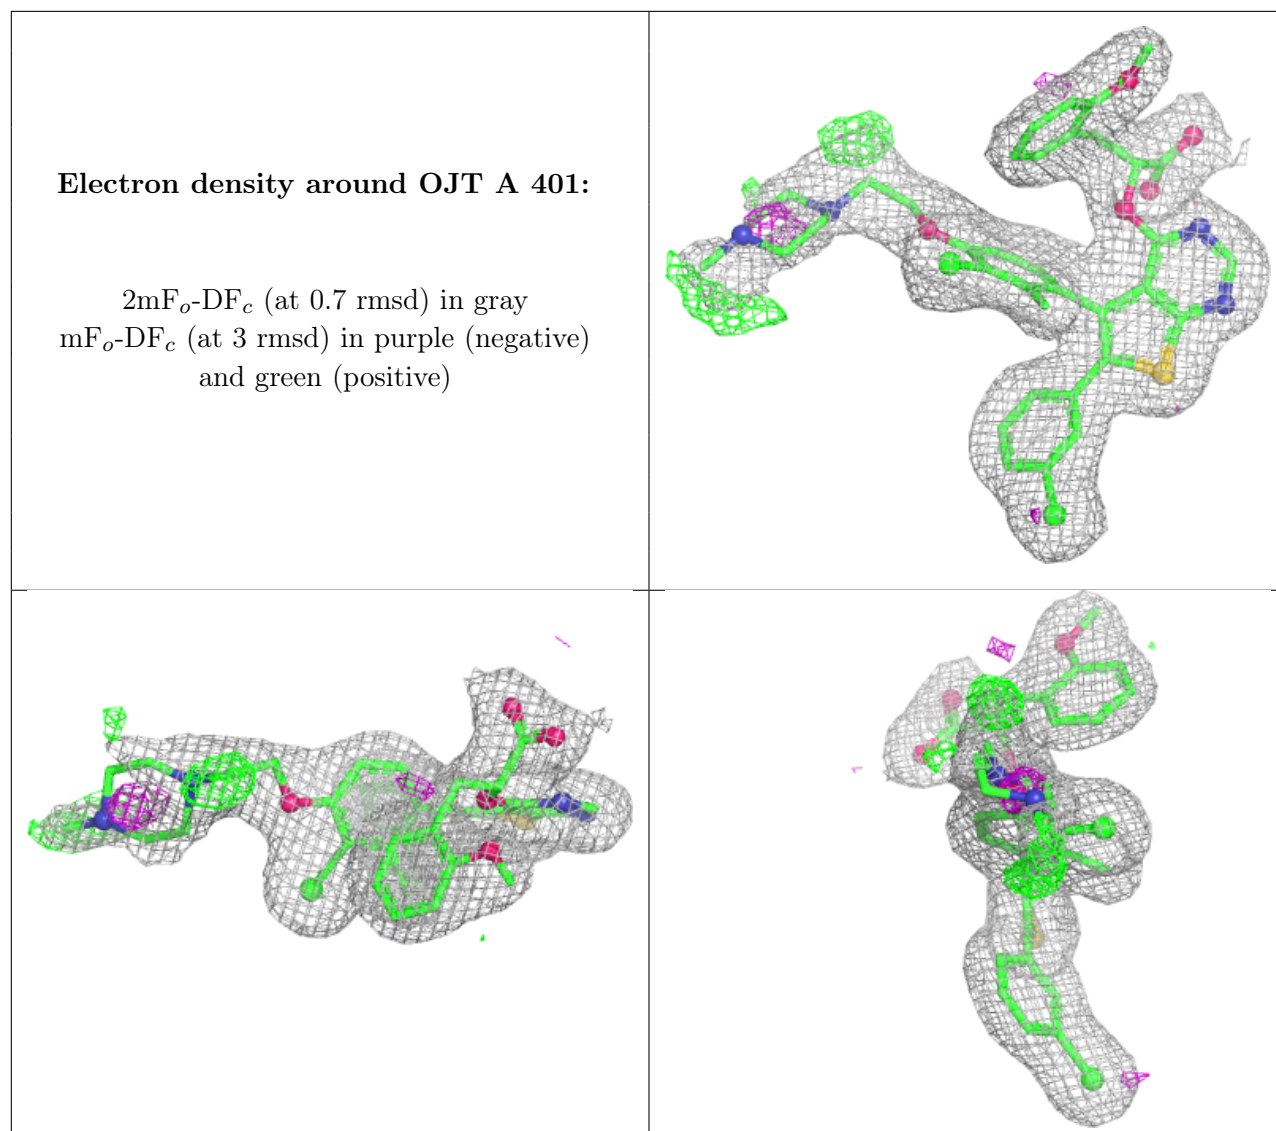 Electron density around OJT A 401:
2mFo-DFc (at 0.7 rmsd) in gray
mFo-DFc (at 3 rmsd) in purple (negative)
and green (positive)